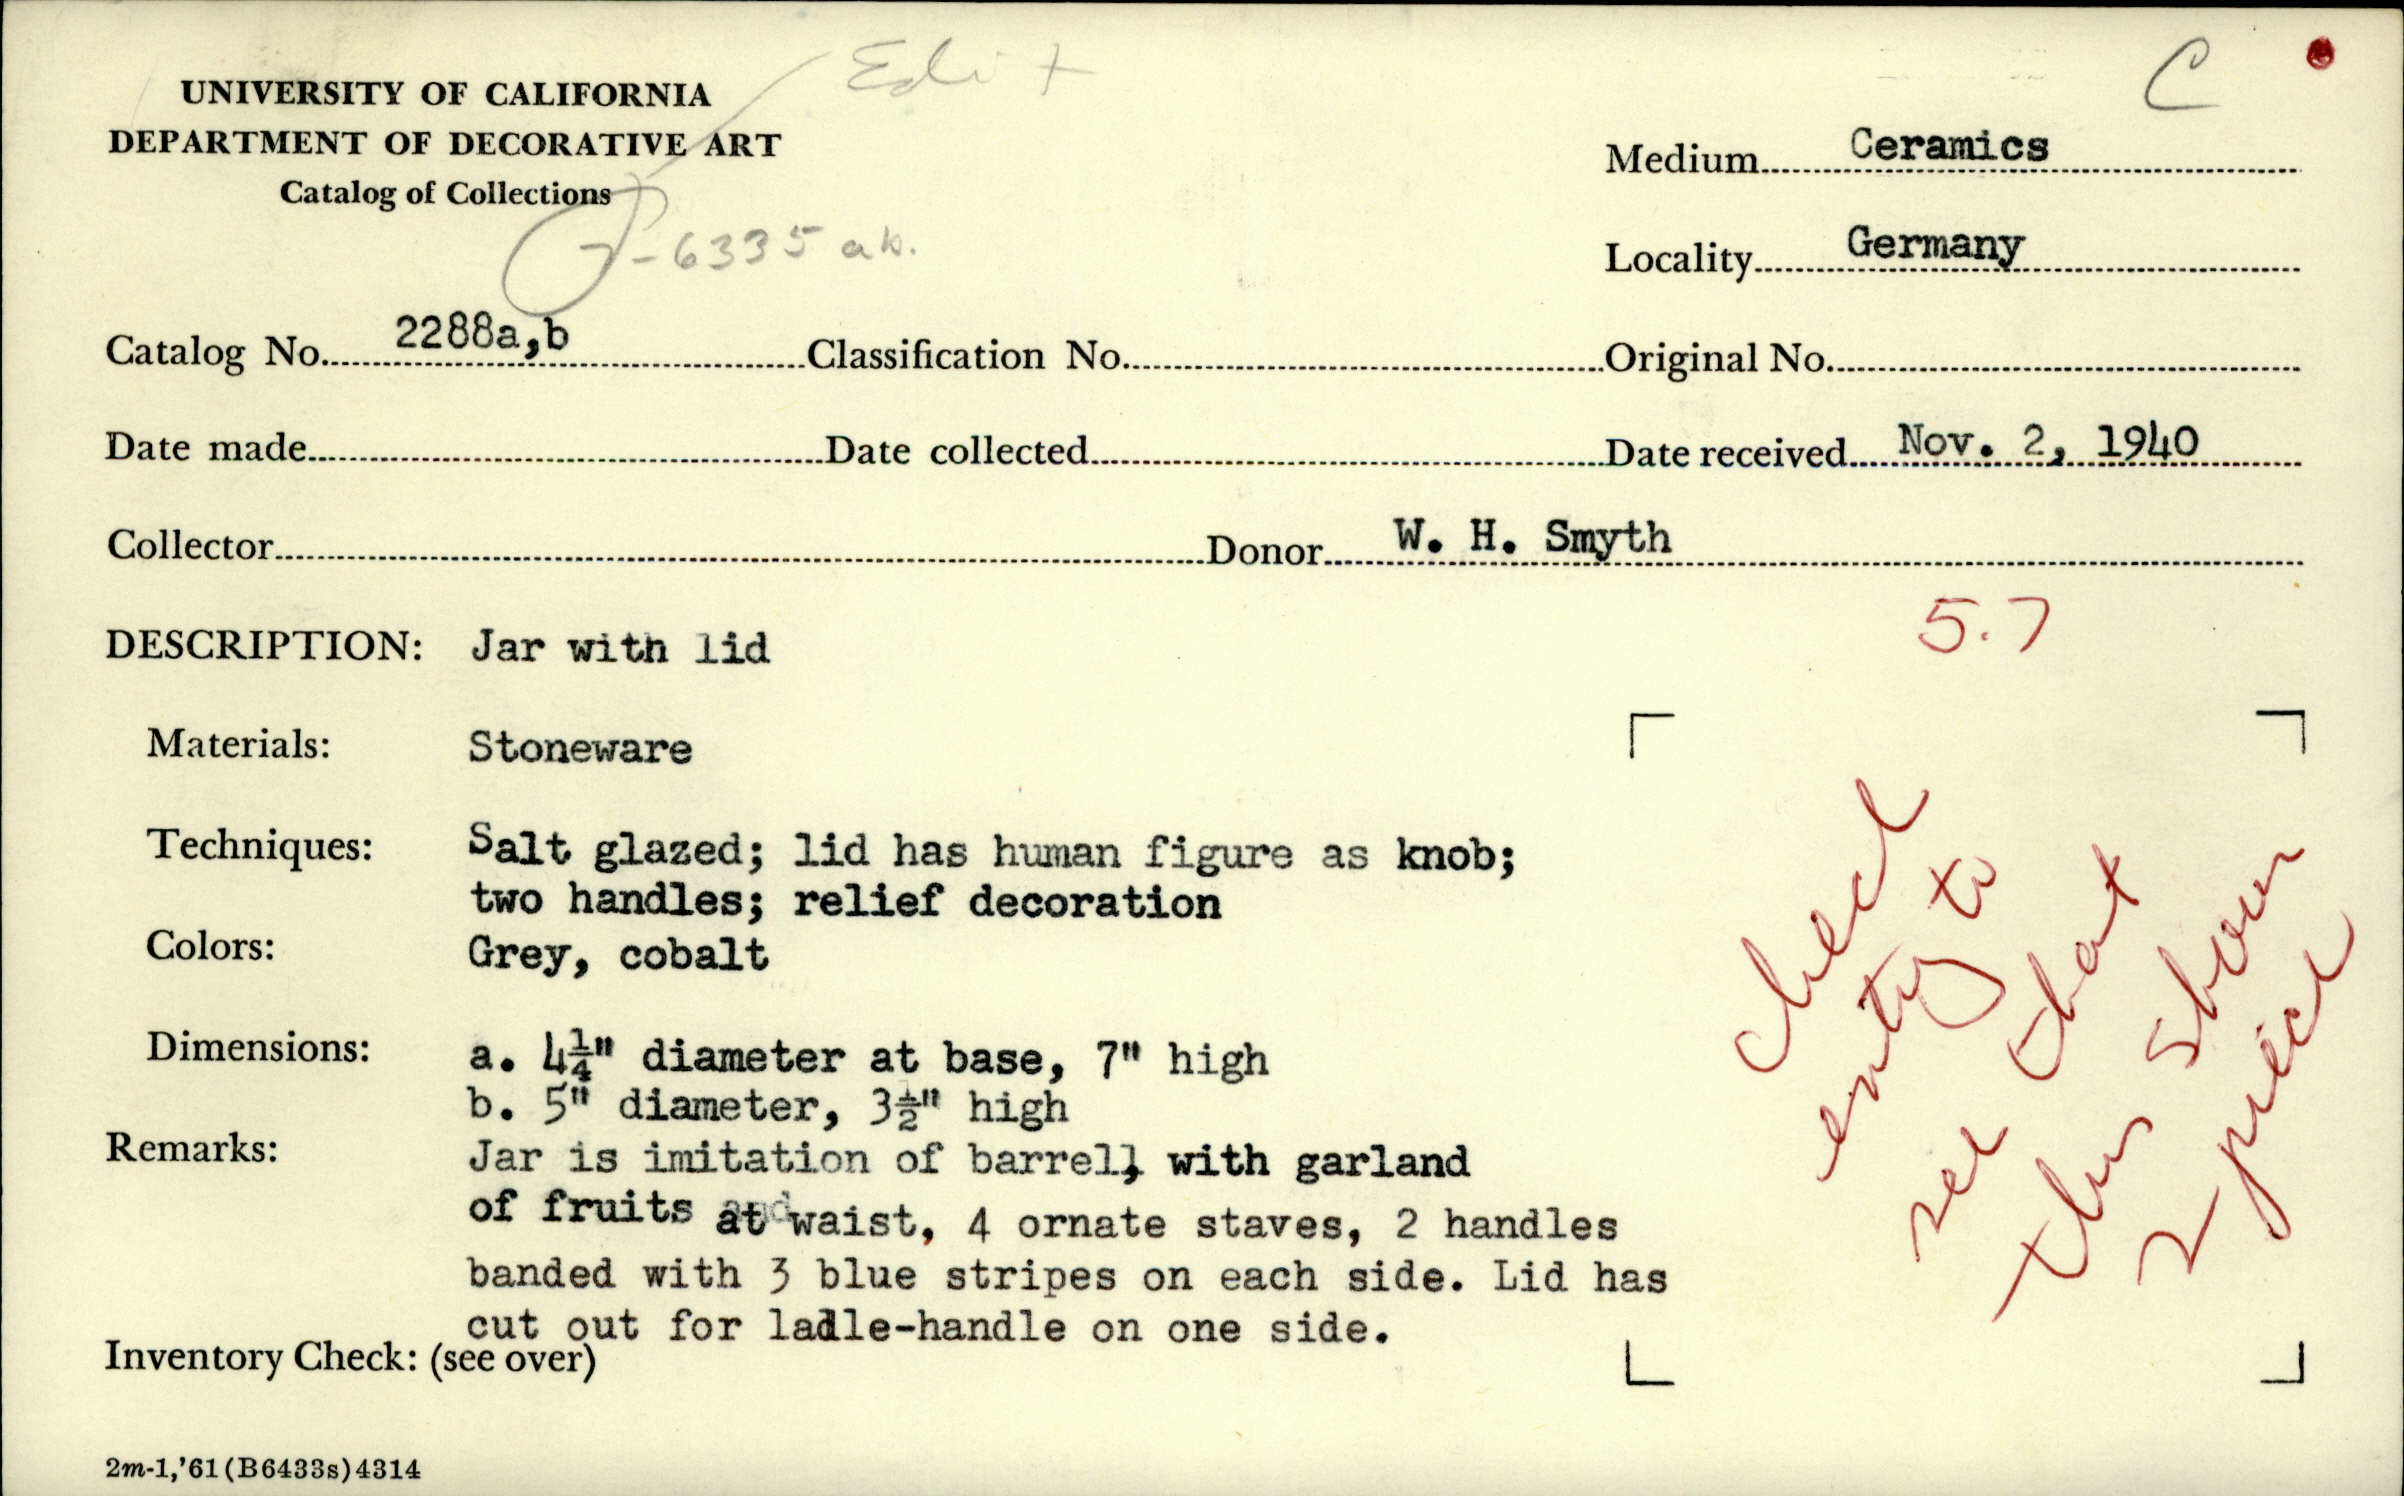 Edit
C
UNIVERSITY OF CALIFORNIA
DEPARTMENT OF DECORATIVE ART
Catalog of Collections
7-6335 ab.
Medium Ceramics
Locality Germany
Catalog No. 2288a,b Classification No. Original No.
Date made Date collected Date received Nov. 2, 1940
Collector Donor W. H. Smyth
5.7
DESCRIPTION: Jar with lid
Materials: Stoneware
Techniques: Salt glazed; lid has human figure as knob;
two handles; relief decoration
Colors: Grey, cobalt
Dimensions: a. 4¼" diameter at base, 7" high
b. 5" diameter, 3½" high
Remarks: Jar is imitation of barrel, with garland
of fruits at waist, 4 ornate staves, 2 handles
banded with 3 blue stripes on each side. Lid has
cut out for ladle-handle on one side.
Inventory Check: (see over)
check
entry to
see that
this shows
2 pieces
2m-1,'61(B6433s)4314